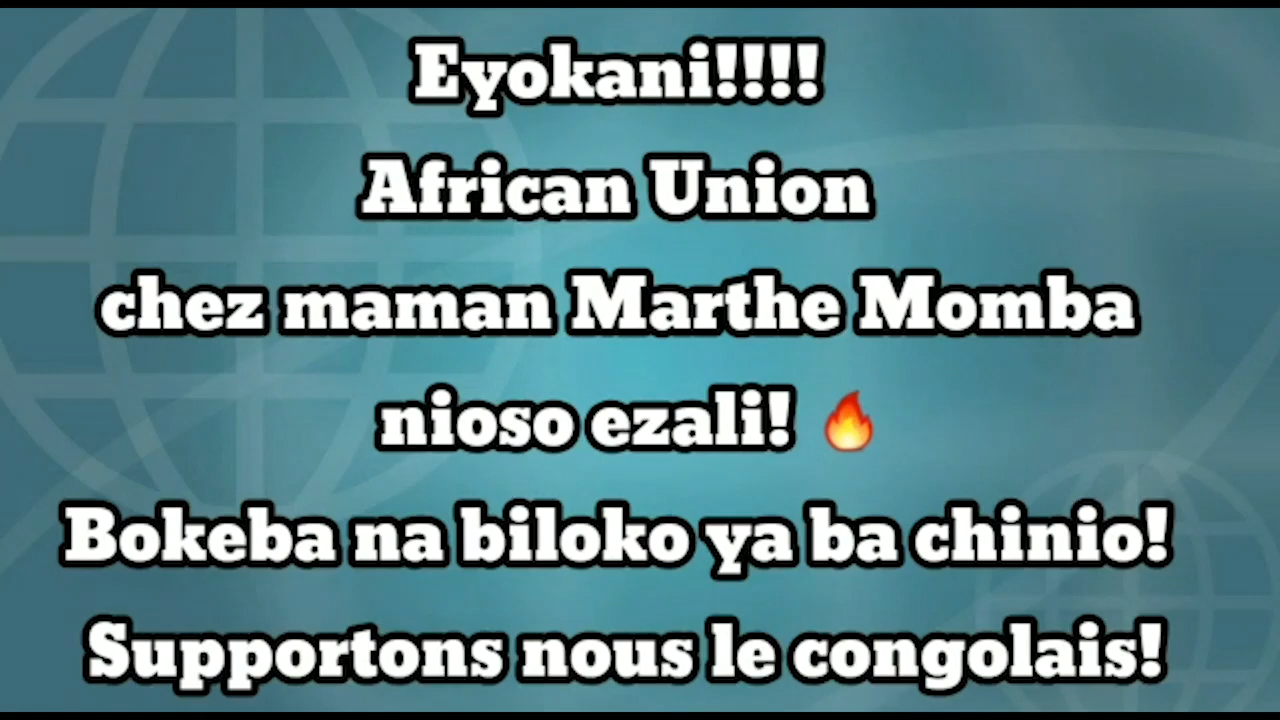 Eyokani!!!!
African Union
chez maman Marthe Momba
nioso ezali! 🔥
Bokeba na biloko ya ba chinio!
Supportons nous le congolais!